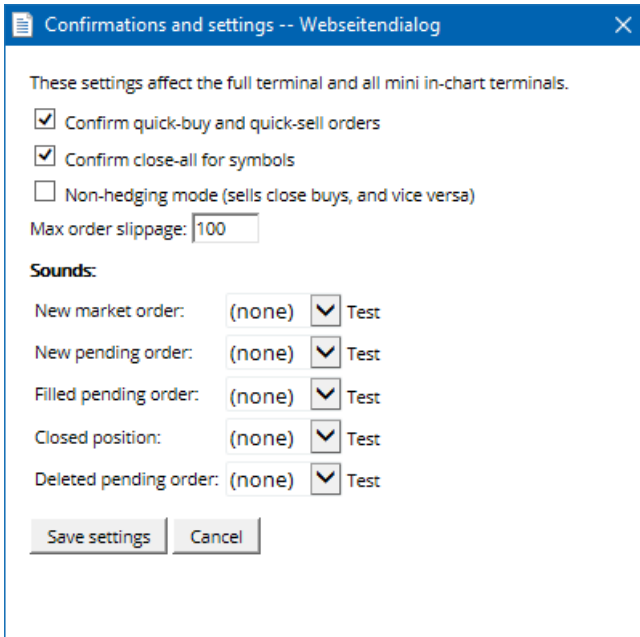 Confirmations and settings -- Webseitendialog
These settings affect the full terminal and all mini in-chart terminals.
Confirm quick-buy and quick-sell orders
Confirm close-all for symbols
Non-hedging mode (sells close buys, and vice versa)
Max order slippage: 100
Sounds:
New market order: (none) Test
New pending order: (none) Test
Filled pending order: (none) Test
Closed position: (none) Test
Deleted pending order: (none) Test
Save settings Cancel